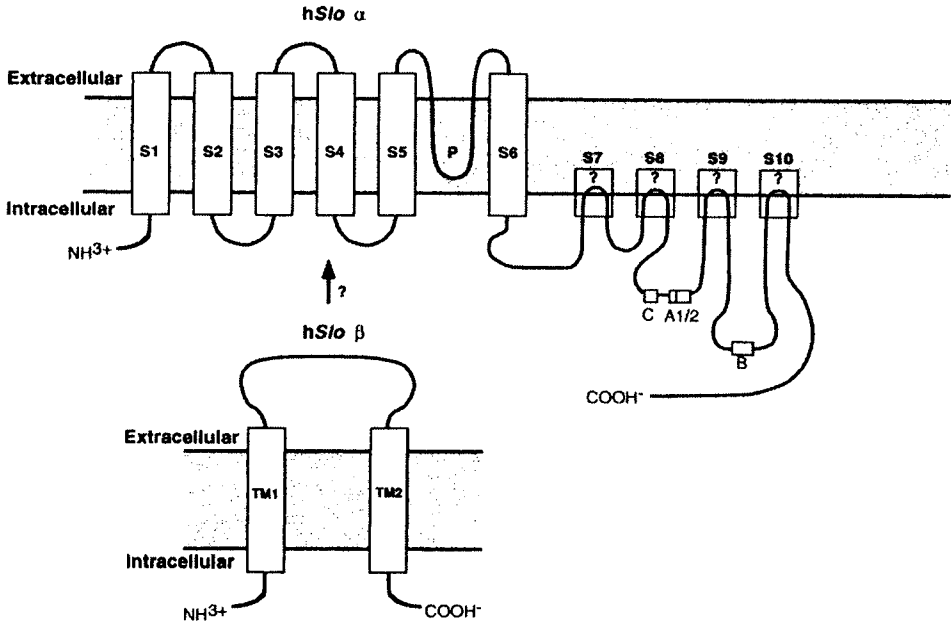 hSlo α
Extracellular
S1 S2 S3 S4 S5 P S6
S7 S8 S9 S10
? ? ? ?
Intracellular
NH3+
?
C A1/2
B
COOH-
hSlo β
Extracellular
TM1 TM2
Intracellular
NH3+ COOH-